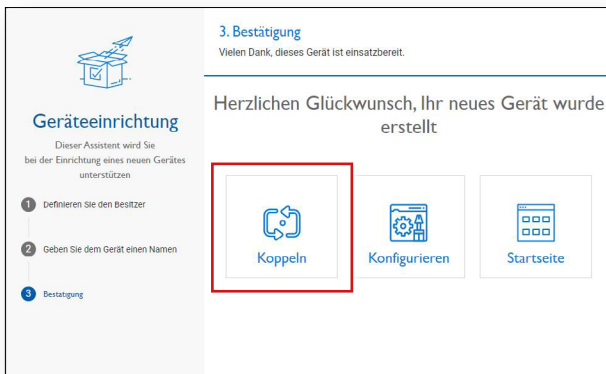 Geräteeinrichtung
Dieser Assistent wird Sie
bei der Einrichtung eines neuen Gerätes
unterstützen
1 Definieren Sie den Besitzer
2 Geben Sie dem Gerät einen Namen
3 Bestätigung
3. Bestätigung
Vielen Dank, dieses Gerät ist einsatzbereit.
Herzlichen Glückwunsch, Ihr neues Gerät wurde
erstellt
Koppeln
Konfigurieren
Startseite